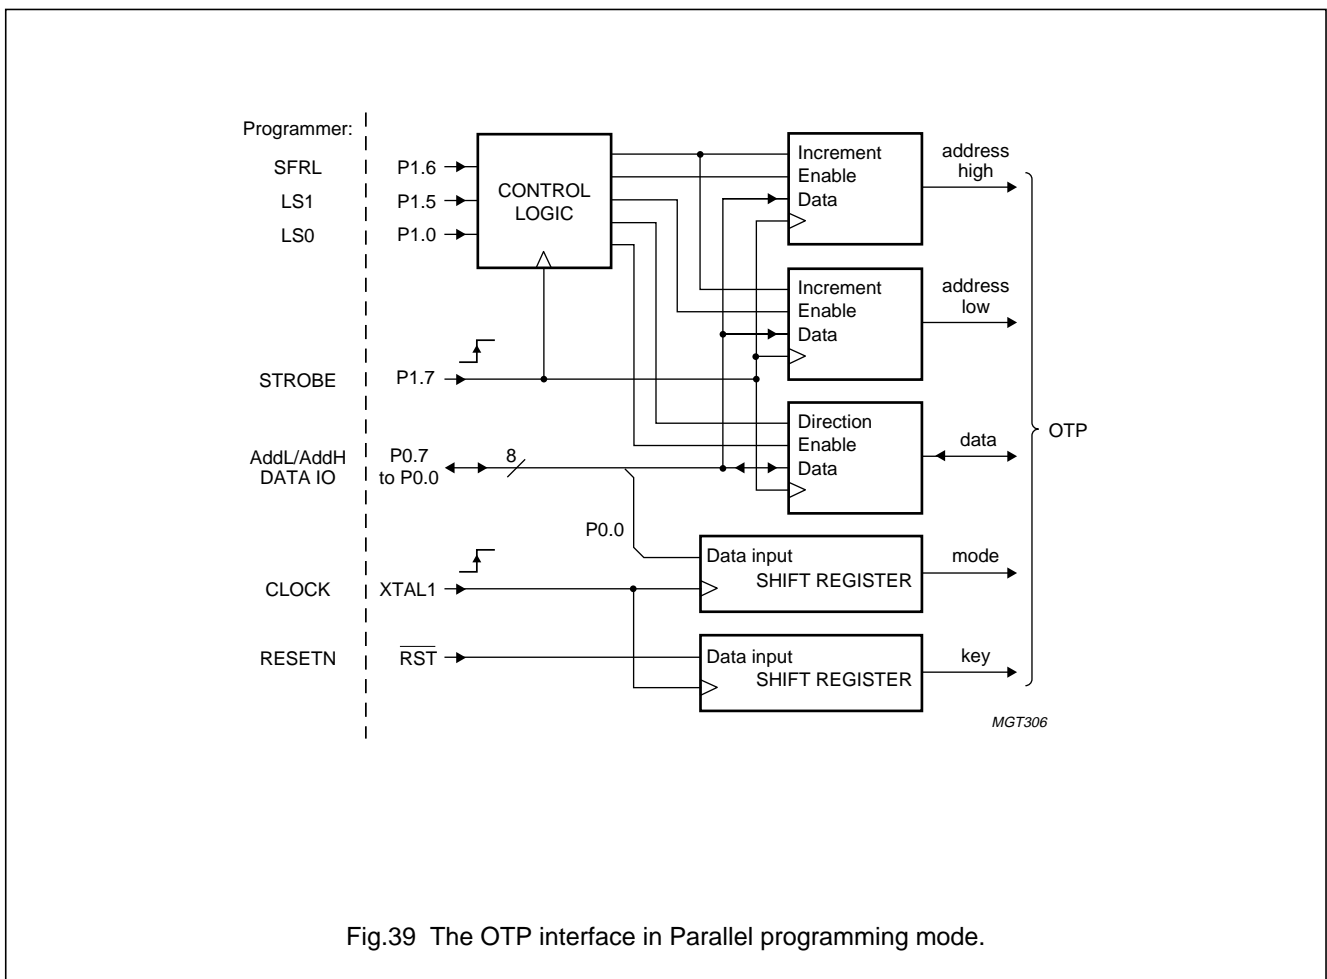 Programmer:
SFRL
P1.6
LS1
P1.5
LS0
P1.0
CONTROL
LOGIC
Increment
Enable
Data
address
high
Increment
Enable
Data
address
low
STROBE
P1.7
Direction
Enable
Data
data
OTP
AddL/AddH
DATA IO
P0.7
to P0.0
8
P0.0
Data input
SHIFT REGISTER
mode
CLOCK
XTAL1
RESETN
RST
Data input
SHIFT REGISTER
key
MGT306
Fig.39 The OTP interface in Parallel programming mode.